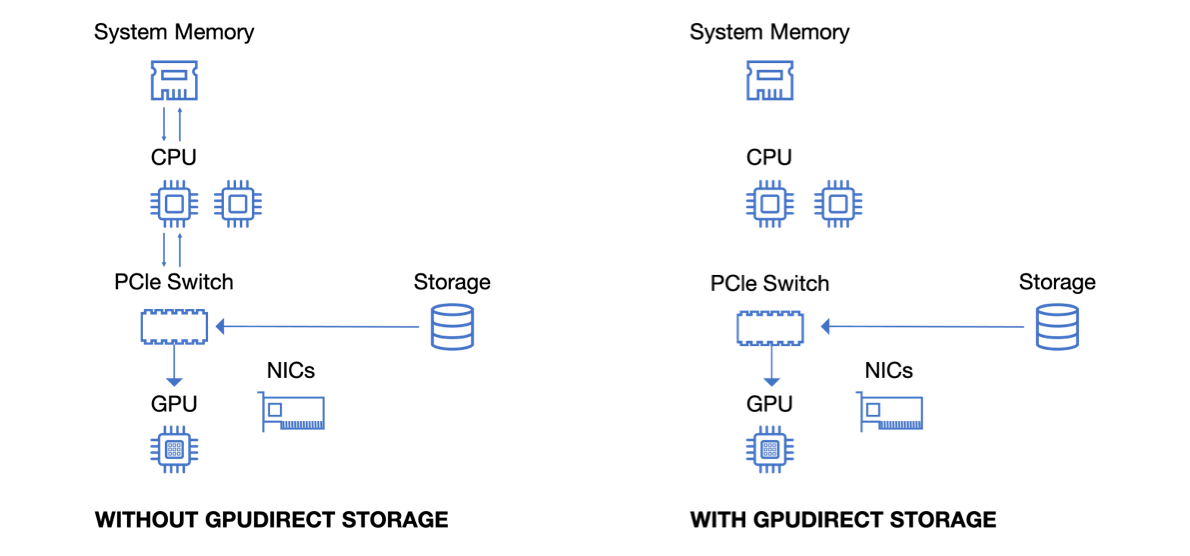 System Memory
CPU
PCIe Switch
Storage
NICs
GPU
WITHOUT GPUDIRECT STORAGE
System Memory
CPU
PCIe Switch
Storage
NICs
GPU
WITH GPUDIRECT STORAGE